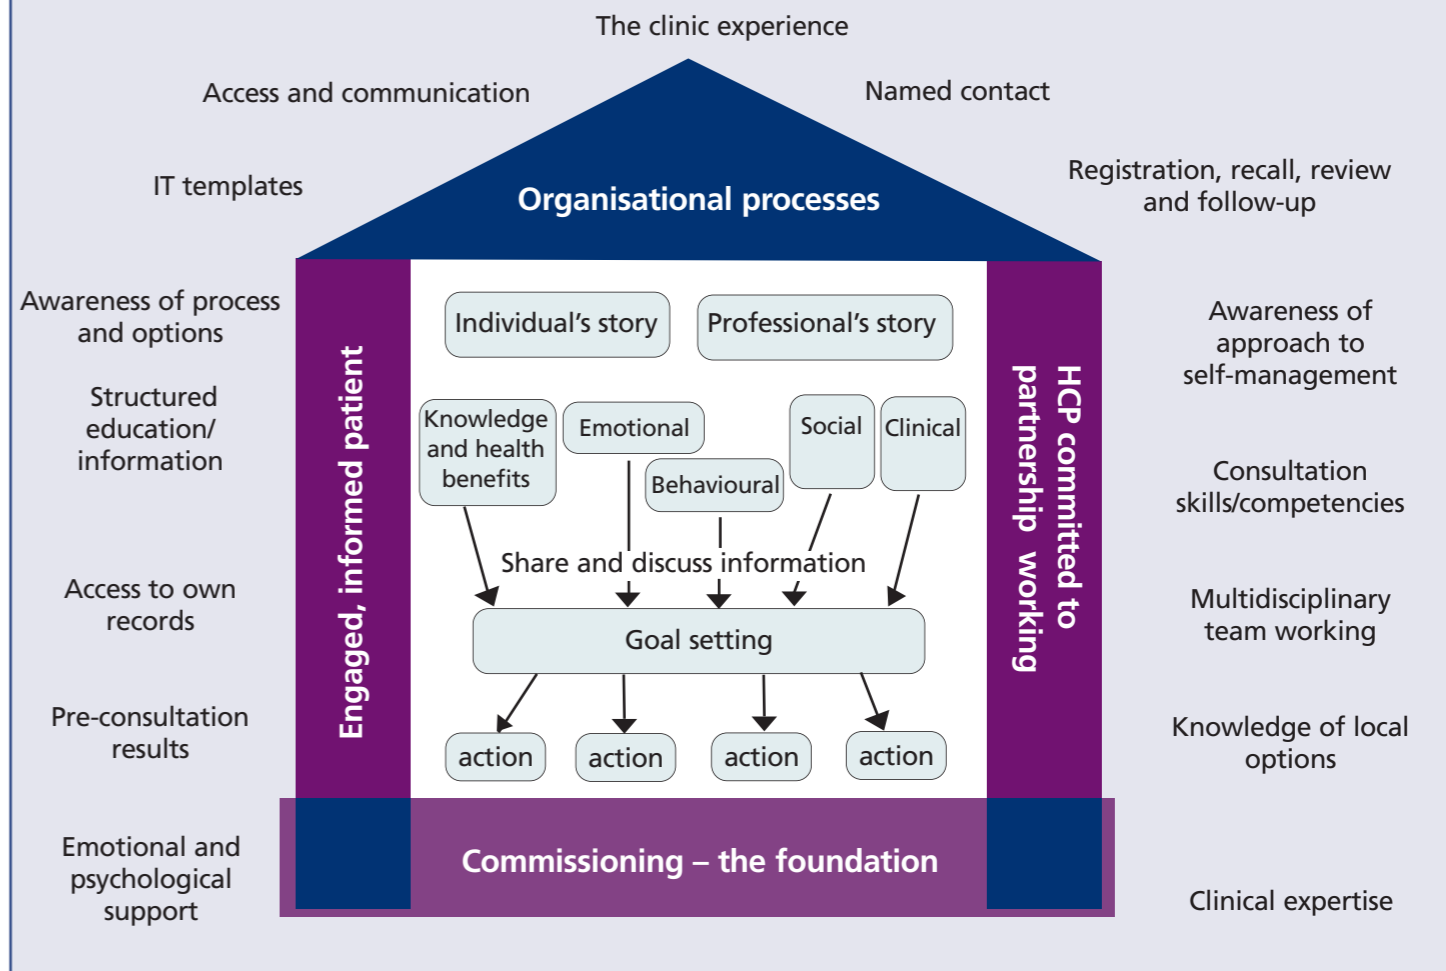 The clinic experience
Access and communication
Named contact
IT templates
Registration, recall, review
and follow-up
Organisational processes
Awareness of process
and options
Structured
education/
information
Access to own
records
Pre-consultation
results
Emotional and
psychological
support
Engaged, informed patient
Individual's story
Professional's story
Knowledge
and health
benefits
Emotional
Behavioural
Social
Clinical
Share and discuss information
Goal setting
action
action
action
action
HCP committed to
partnership working
Awareness of
approach to
self-management
Consultation
skills/competencies
Multidisciplinary
team working
Knowledge of local
options
Clinical expertise
Commissioning – the foundation